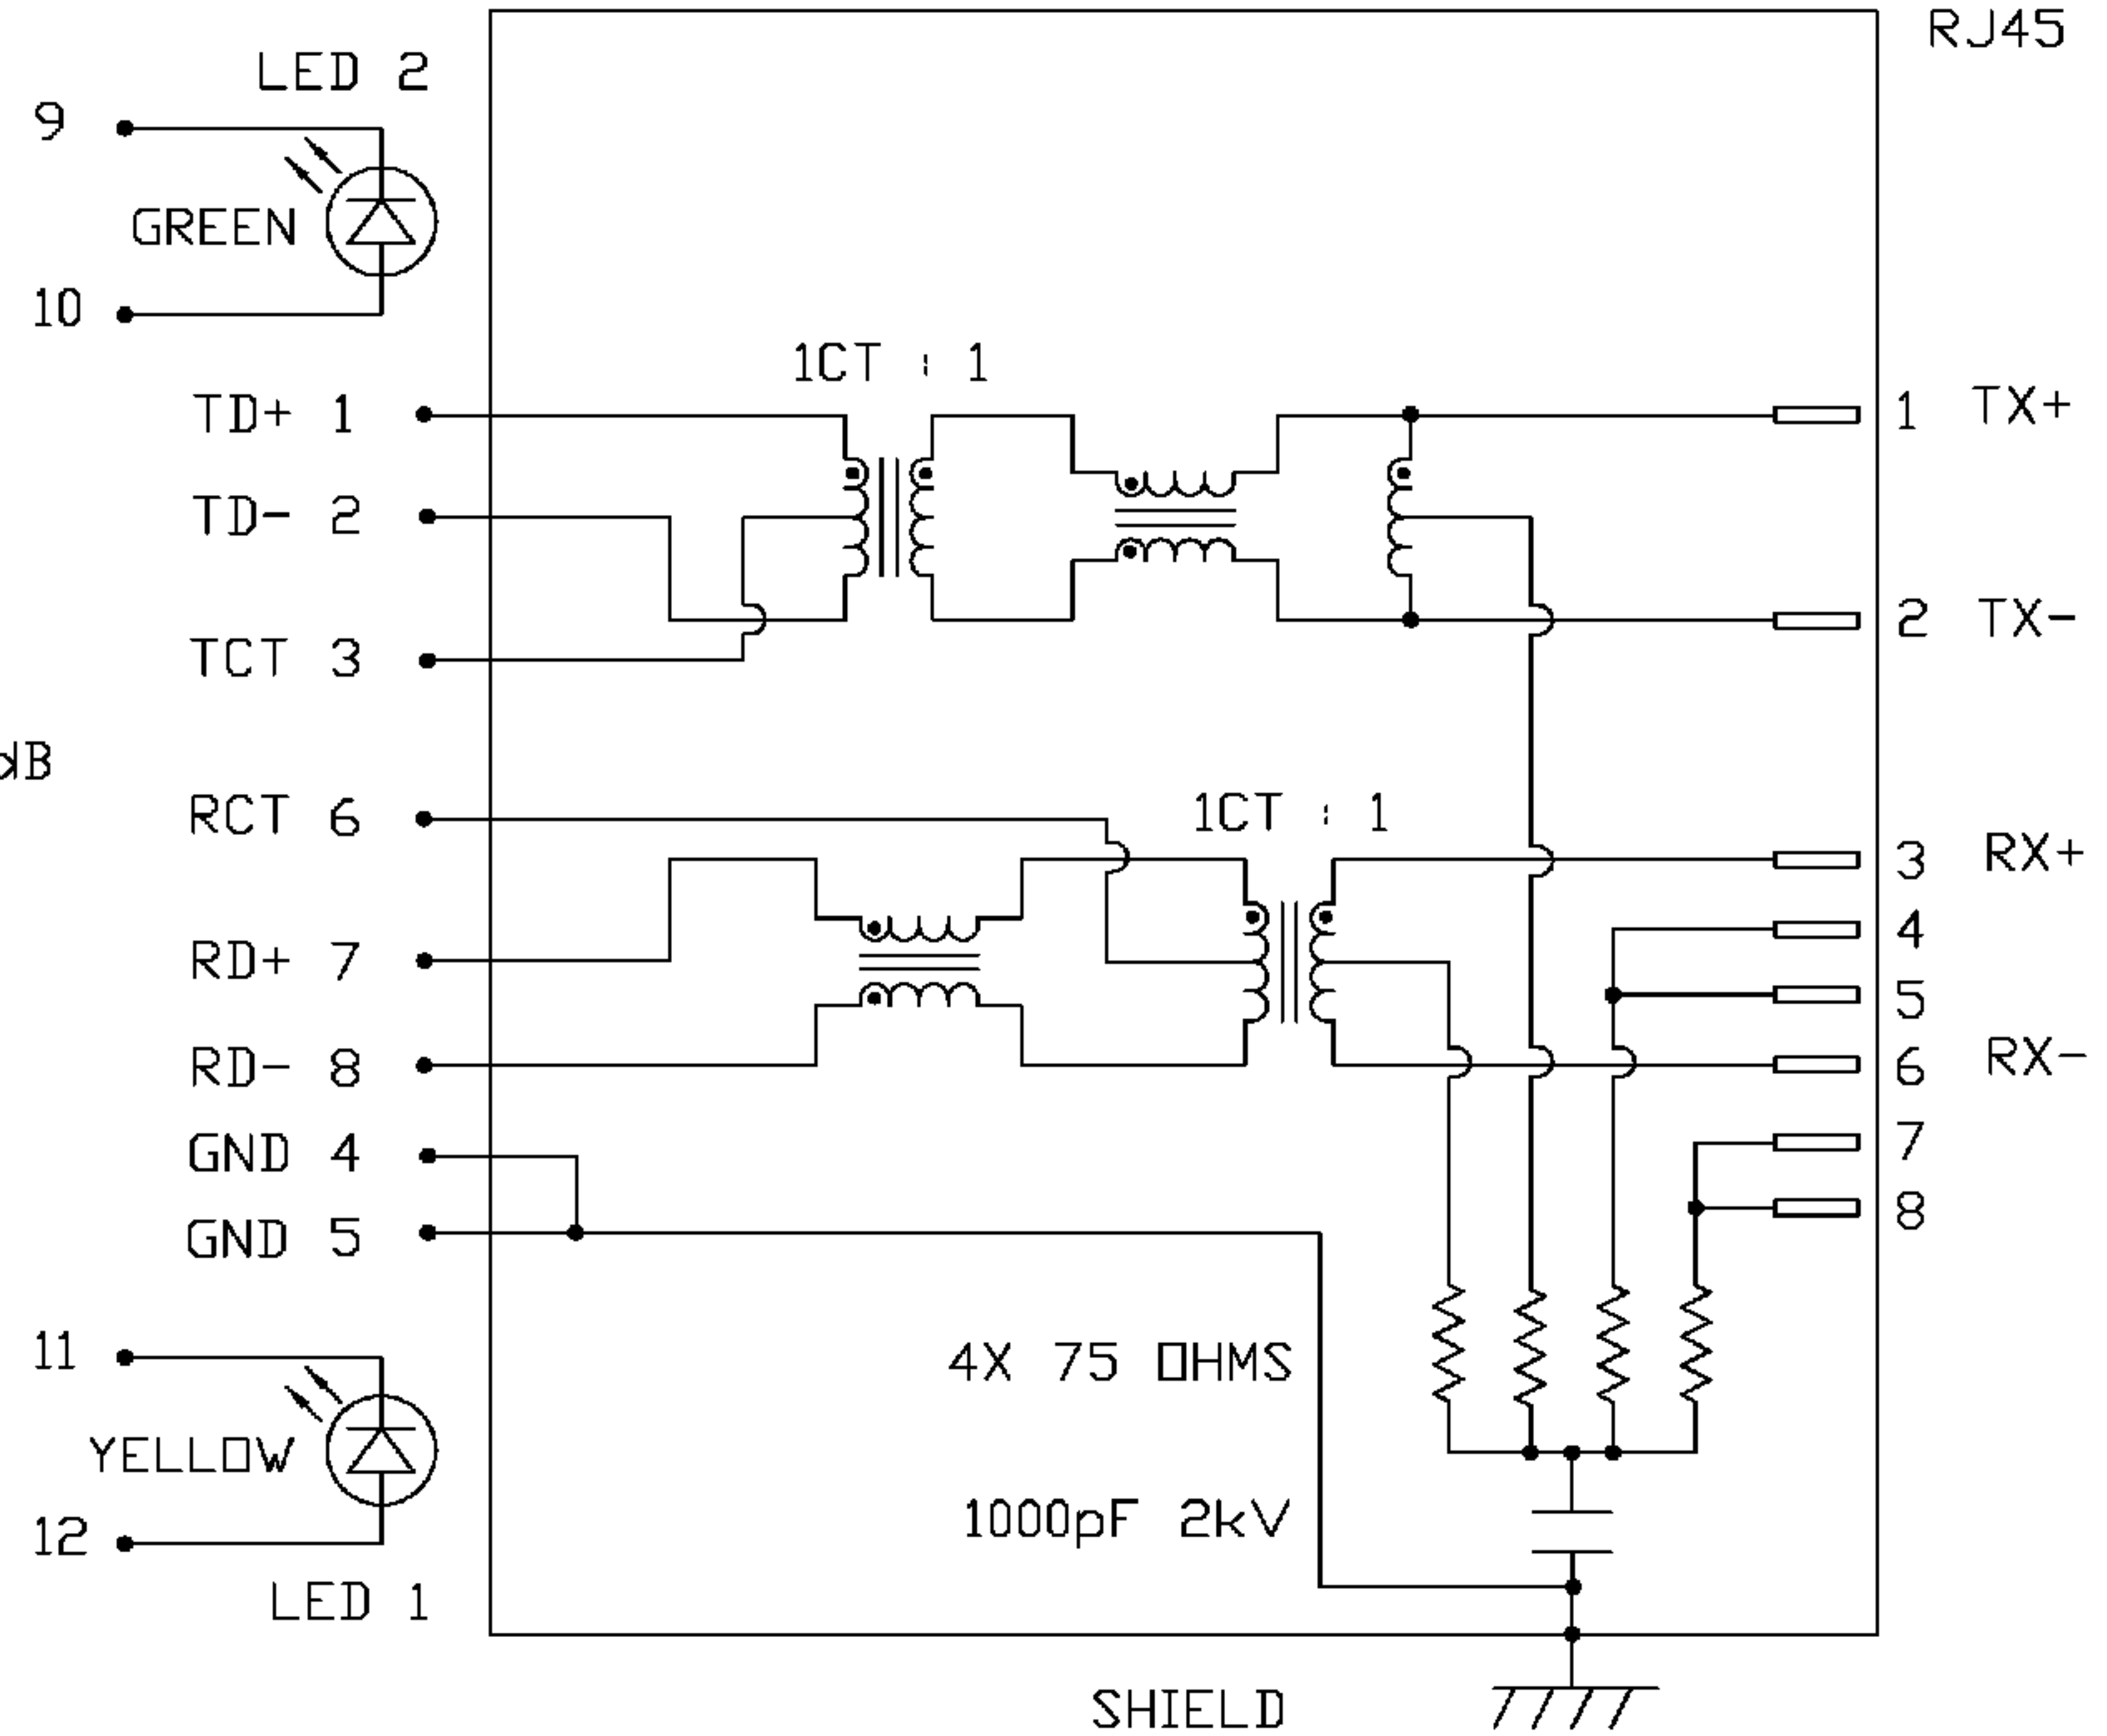 RJ45
LED 2
9
GREEN
10
1CT : 1
TD+ 1
1 TX+
TD- 2
2 TX-
TCT 3
dB
RCT 6
1CT : 1
3 RX+
4
RD+ 7
5
RD- 8
6 RX-
GND 4
7
GND 5
8
11
4X 75 OHMS
YELLOW
1000pF 2kV
12
LED 1
SHIELD